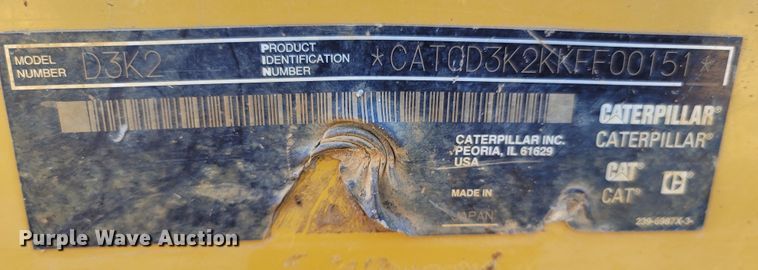 MODEL NUMBER D3K2
PRODUCT IDENTIFICATION NUMBER *CAT0D3K2KKFF00151*
CATERPILLAR®
CATERPILLAR®
CATERPILLAR INC.
PEORIA, IL 61629
USA
CAT®
CAT® C®
MADE IN
JAPAN
239-6987X-3-
Purple Wave Auction